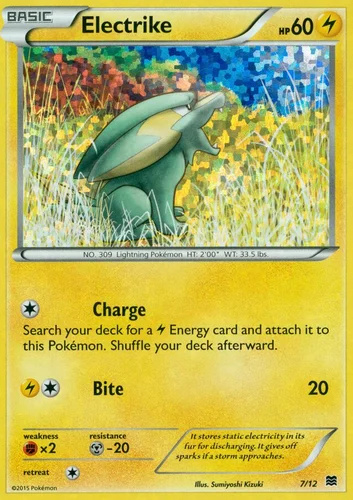 BASIC
Electrike
HP60
NO. 309 Lightning Pokémon HT: 2'00" WT: 33.5 lbs.
Charge
Search your deck for a Energy card and attach it to
this Pokémon. Shuffle your deck afterward.
Bite 20
weakness
×2
resistance
-20
retreat
It stores static electricity in its
fur for discharging. It gives off
sparks if a storm approaches.
©2015 Pokémon
Illus. Sumiyoshi Kizuki
7/12